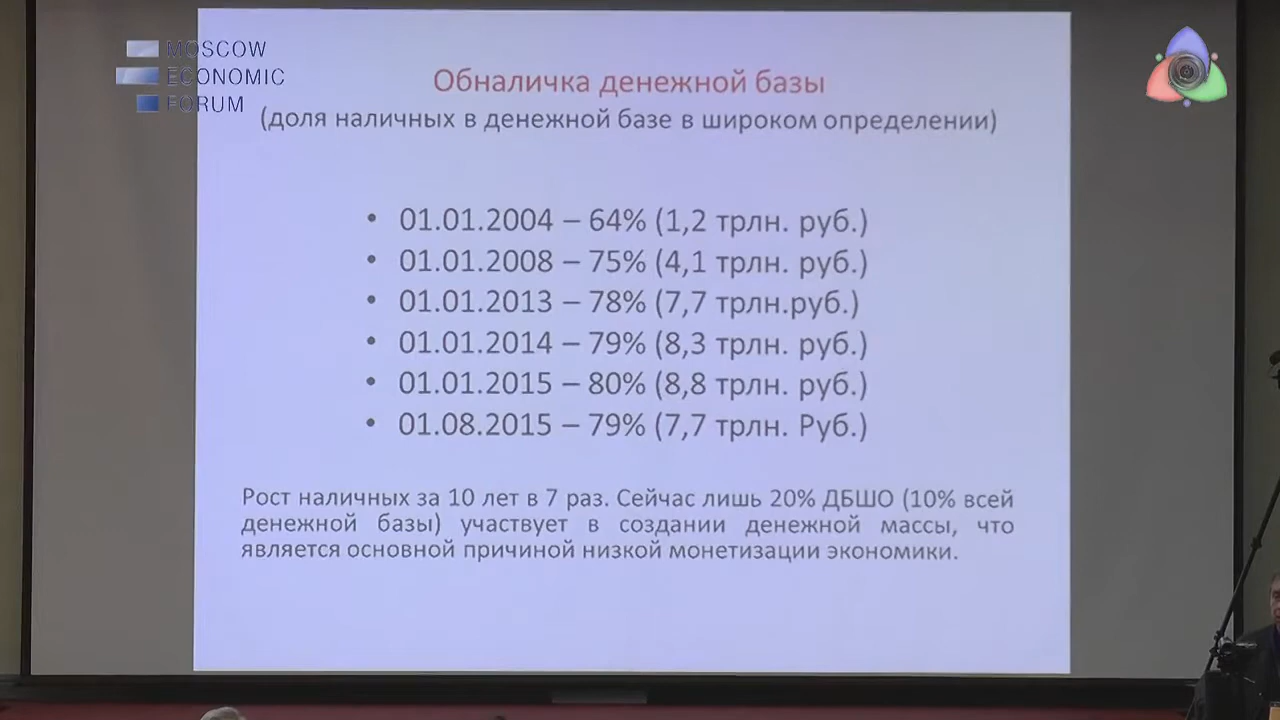 MOSCOW
ECONOMIC
FORUM
Обналичка денежной базы
(доля наличных в денежной базе в широком определении)
• 01.01.2004 – 64% (1,2 трлн. руб.)
• 01.01.2008 – 75% (4,1 трлн. руб.)
• 01.01.2013 – 78% (7,7 трлн.руб.)
• 01.01.2014 – 79% (8,3 трлн. руб.)
• 01.01.2015 – 80% (8,8 трлн. руб.)
• 01.08.2015 – 79% (7,7 трлн. Руб.)
Рост наличных за 10 лет в 7 раз. Сейчас лишь 20% ДБШО (10% всей
денежной базы) участвует в создании денежной массы, что
является основной причиной низкой монетизации экономики.